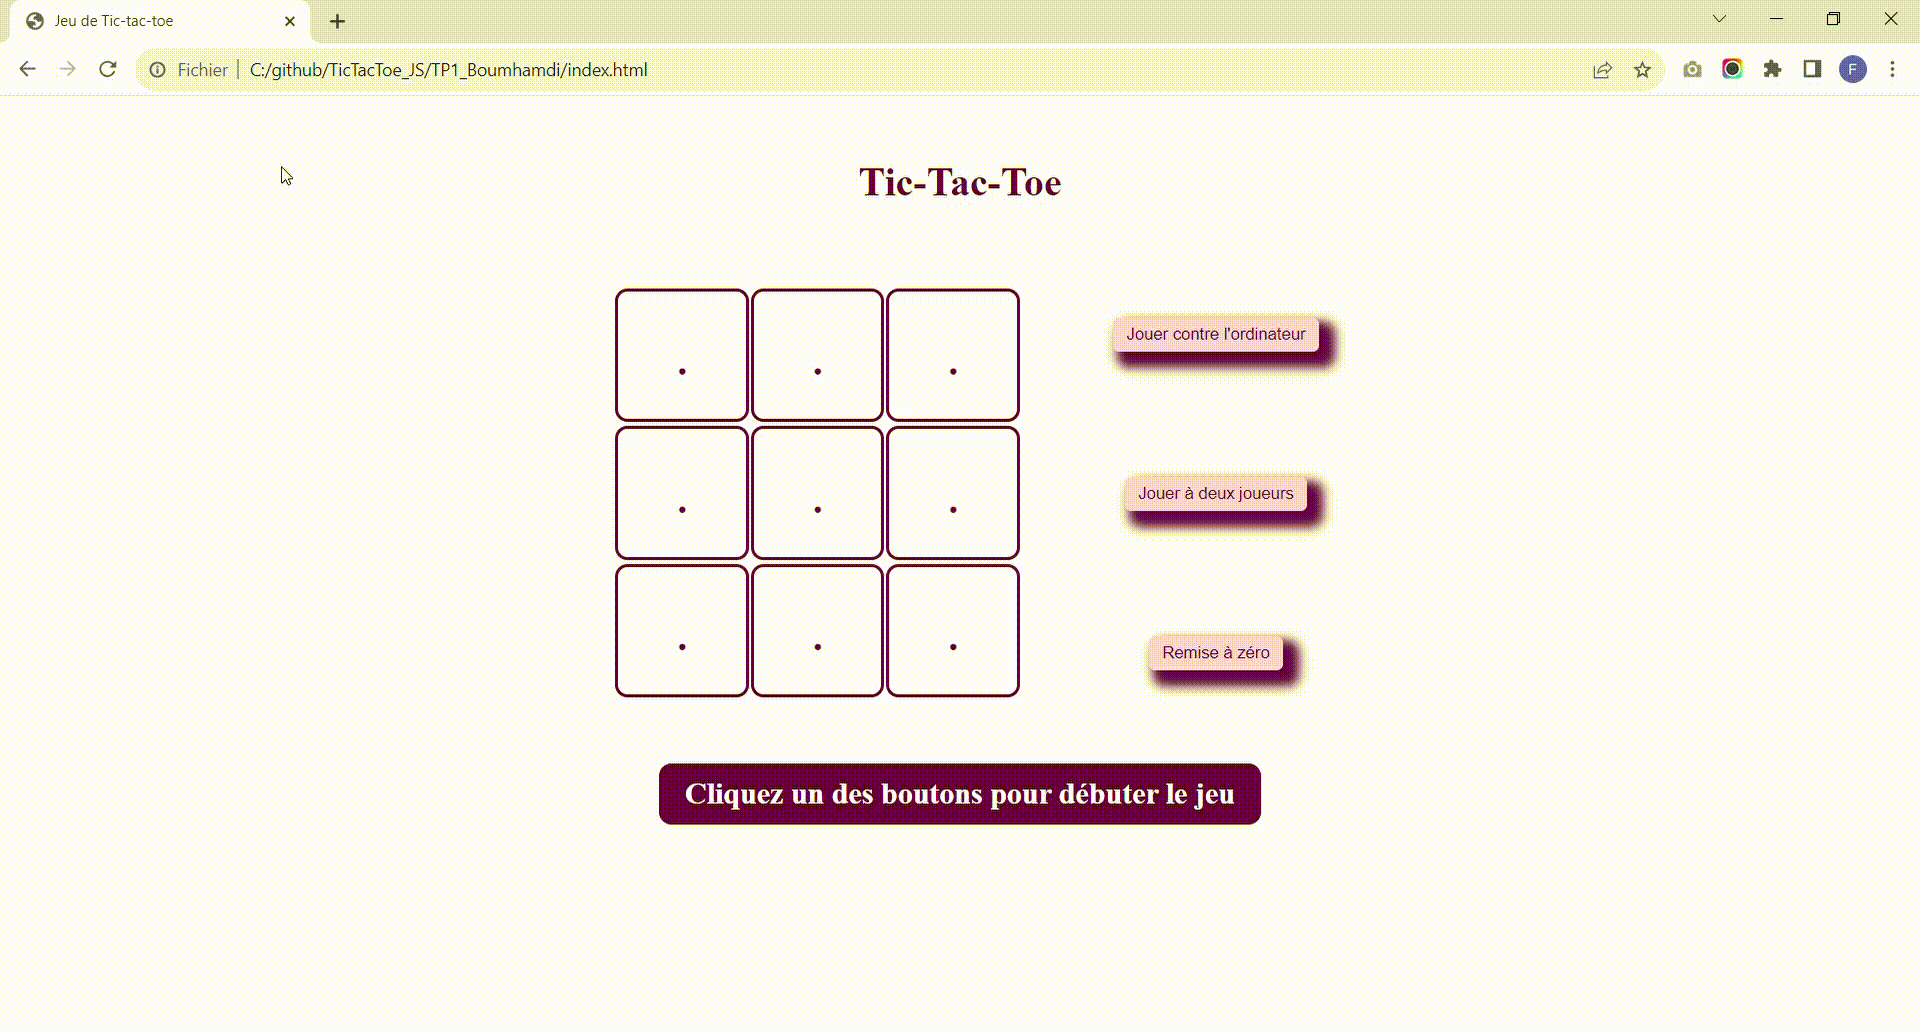 Jeu de Tic-tac-toe
Fichier C:/github/TicTacToe_JS/TP1_Boumhamdi/index.html
F
Tic-Tac-Toe
. . .
Jouer contre l'ordinateur
. . .
Jouer à deux joueurs
. . .
Remise à zéro
Cliquez un des boutons pour débuter le jeu